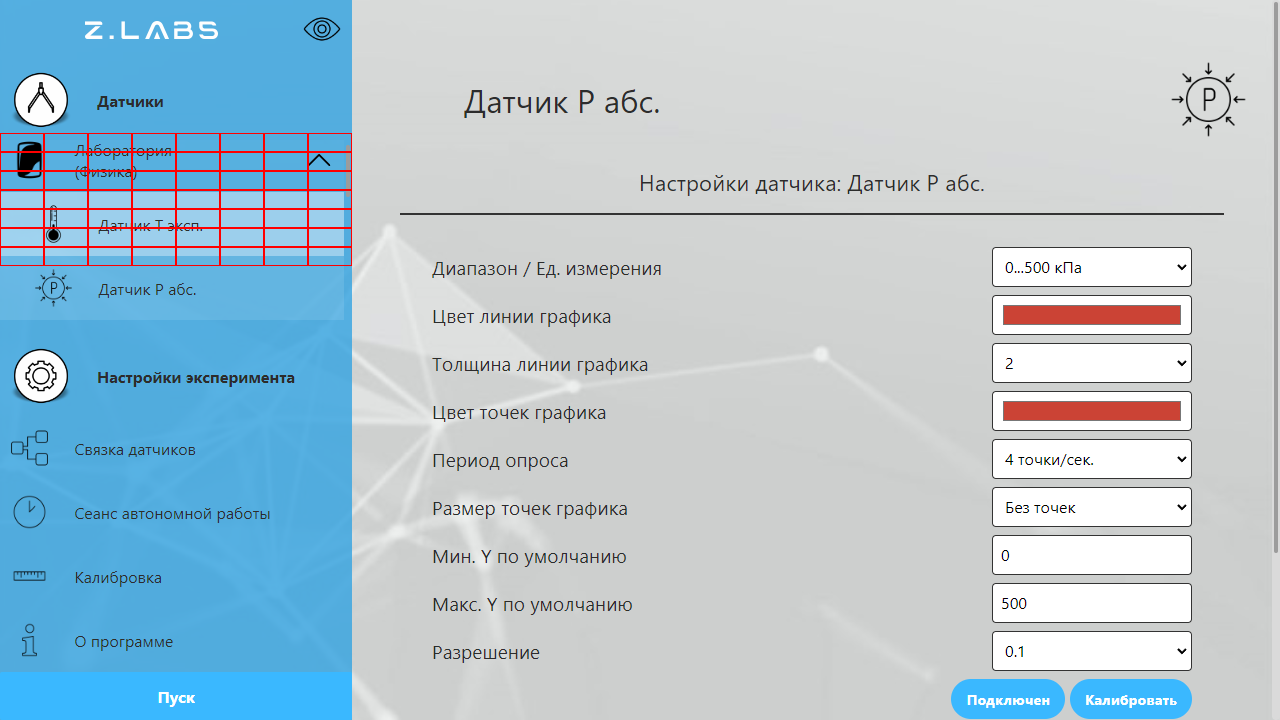 Z.LABS
Датчики
Лаборатория
(Физика)
Датчик Т эксп.
P
Датчик P абс.
Настройки эксперимента
Связка датчиков
Сеанс автономной работы
Калибровка
О программе
Пуск
Датчик P абс.
P
Настройки датчика: Датчик P абс.
Диапазон / Ед. измерения
0...500 кПа
Цвет линии графика
Толщина линии графика
2
Цвет точек графика
Период опроса
4 точки/сек.
Размер точек графика
Без точек
Мин. Y по умолчанию
0
Макс. Y по умолчанию
500
Разрешение
0.1
Подключен
Калибровать